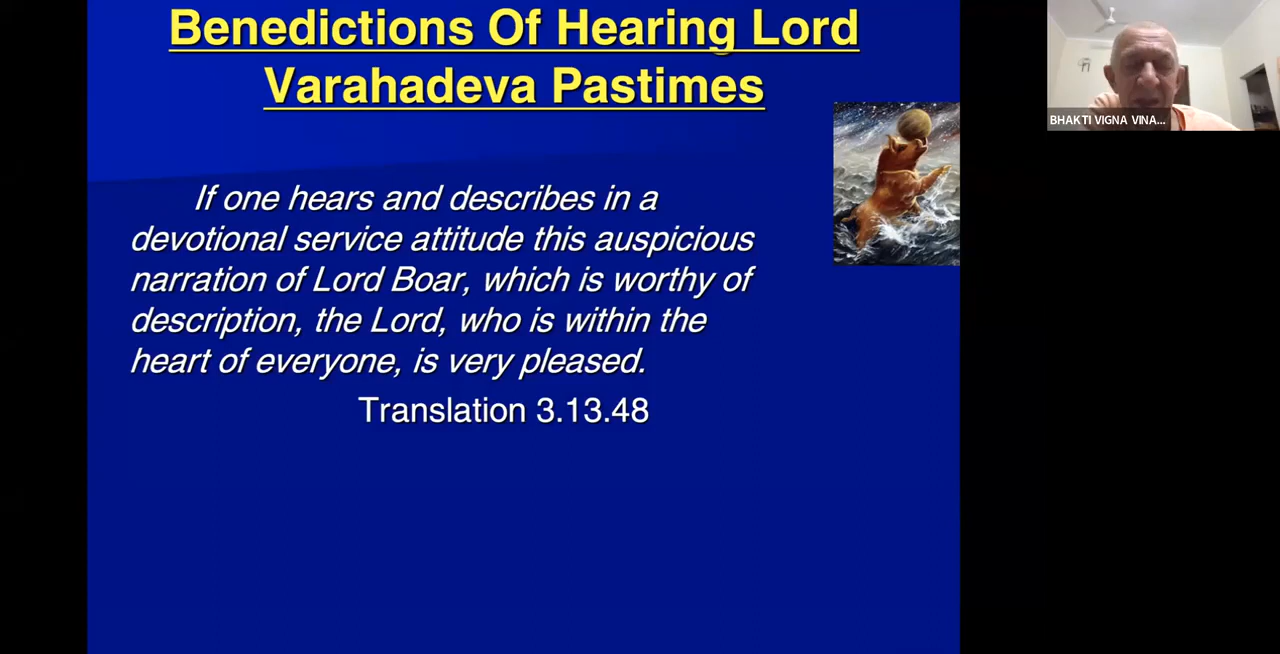 Benedictions Of Hearing Lord
Varahadeva Pastimes
If one hears and describes in a
devotional service attitude this auspicious
narration of Lord Boar, which is worthy of
description, the Lord, who is within the
heart of everyone, is very pleased.
Translation 3.13.48
BHAKTI VIGNA VINA...